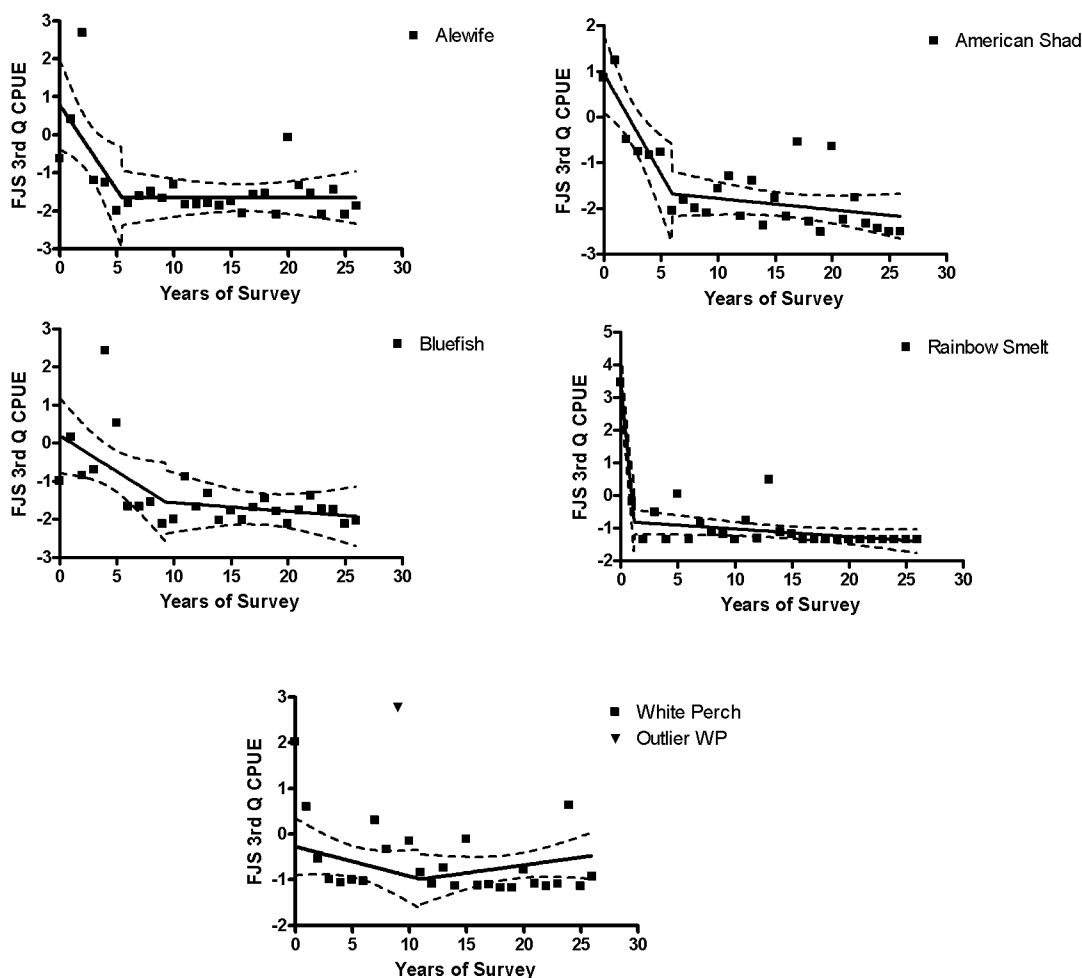 Alewife
FJS 3rd Q CPUE
3
2
1
0
-1
-2
-3
0 5 10 15 20 25 30
Years of Survey
American Shad
FJS 3rd Q CPUE
2
1
0
-1
-2
-3
0 5 10 15 20 25 30
Years of Survey
Bluefish
FJS 3rd Q CPUE
3
2
1
0
-1
-2
-3
0 5 10 15 20 25 30
Years of Survey
Rainbow Smelt
FJS 3rd Q CPUE
5
4
3
2
1
0
-1
-2
0 5 10 15 20 25 30
Years of Survey
White Perch
Outlier WP
FJS 3rd Q CPUE
3
2
1
0
-1
-2
0 5 10 15 20 25 30
Years of Survey